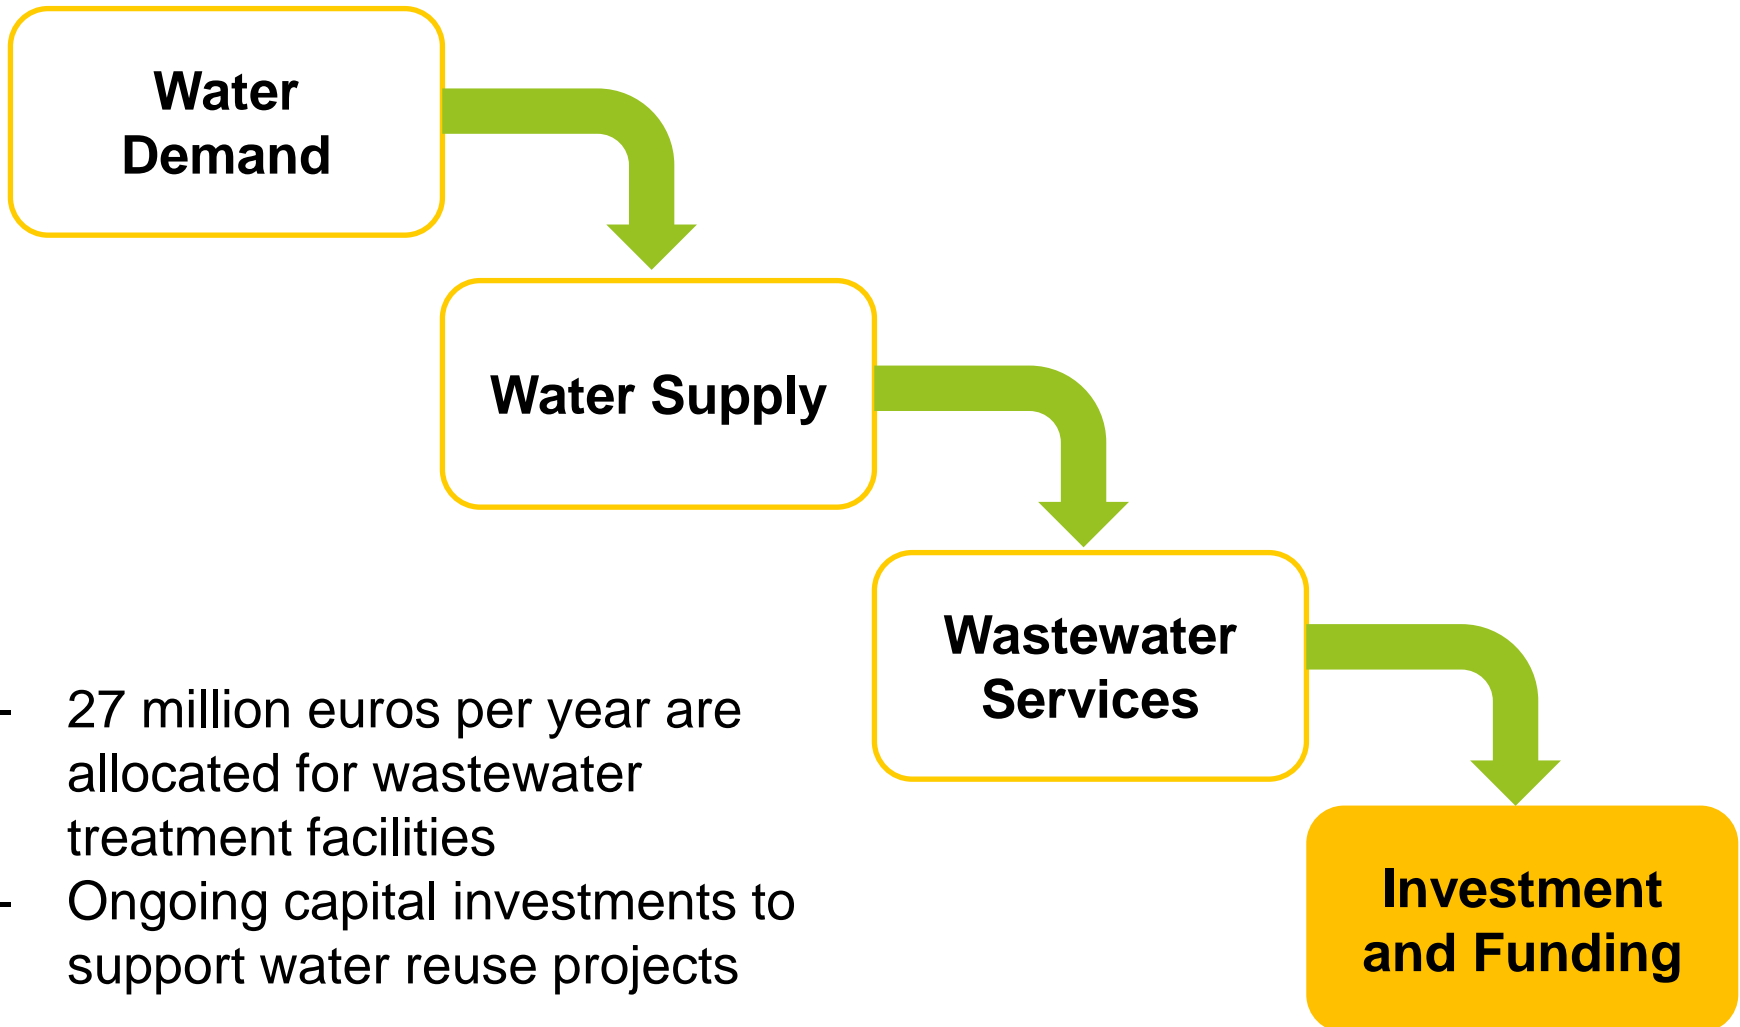 Water
Demand
Water Supply
Wastewater
Services
- 27 million euros per year are
allocated for wastewater
treatment facilities
- Ongoing capital investments to
support water reuse projects
Investment
and Funding